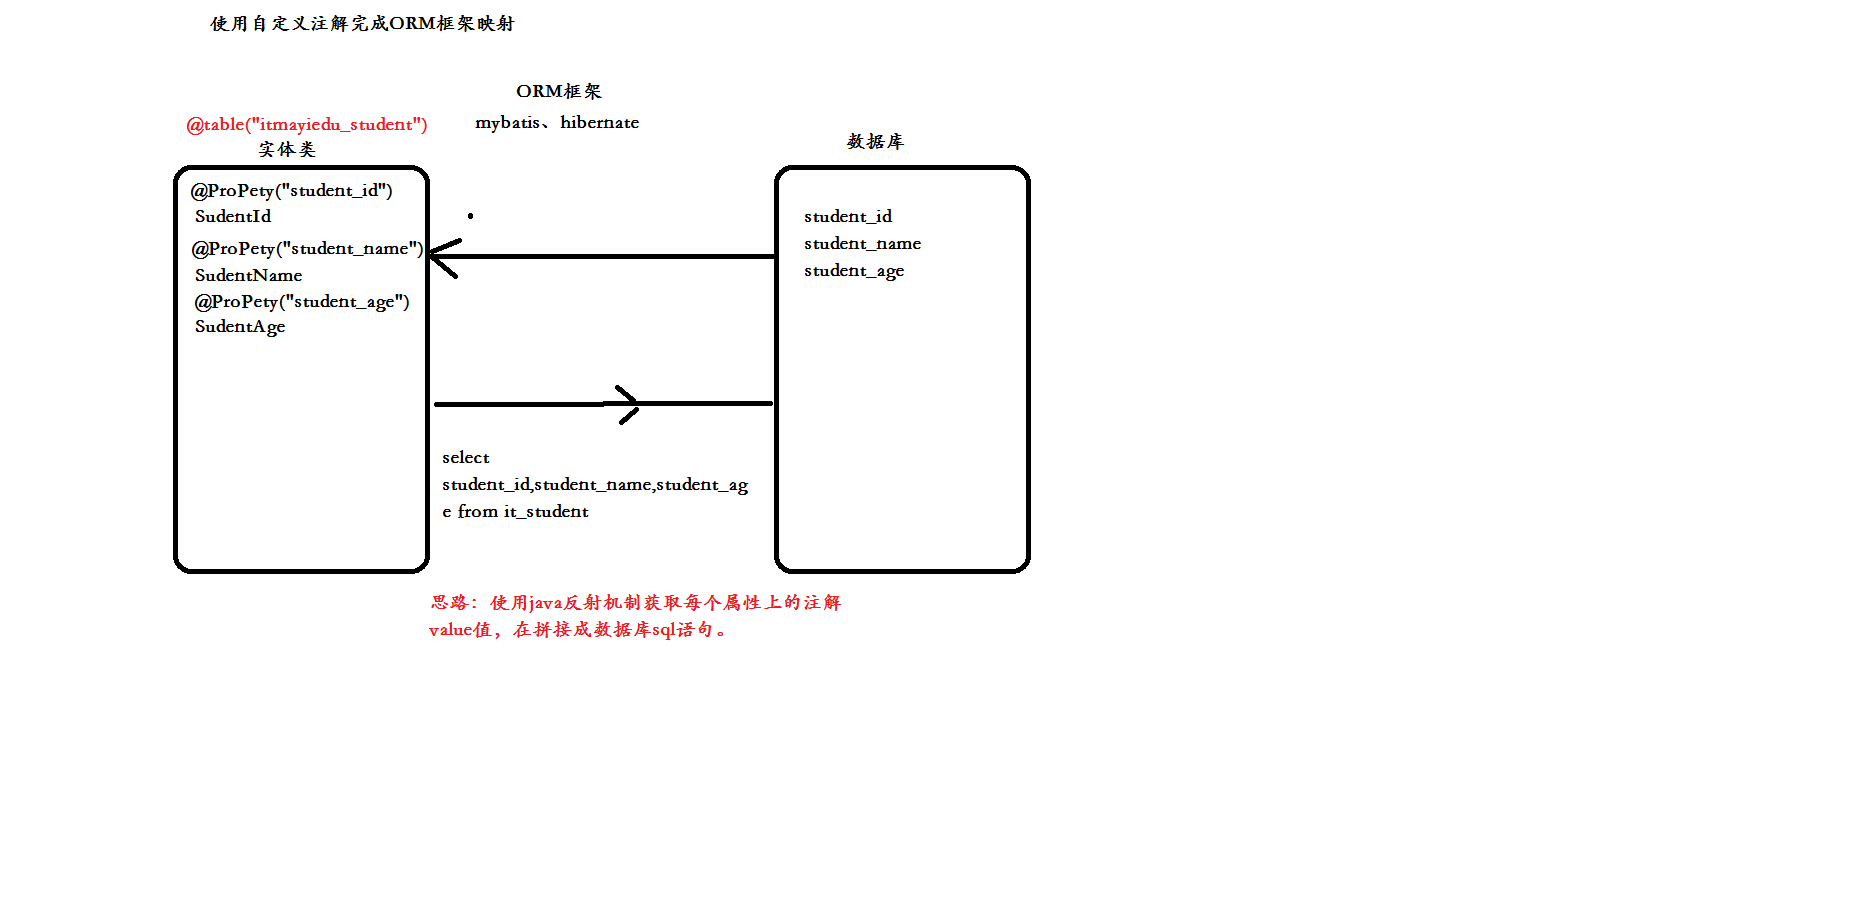 使用自定义注解完成ORM框架映射
ORM框架
mybatis、hibernate
@table("itmayiedu_student")
实体类
数据库
@ProPety("student_id")
SudentId
@ProPety("student_name")
SudentName
@ProPety("student_age")
SudentAge
student_id
student_name
student_age
select
student_id,student_name,student_ag
e from it_student
思路：使用java反射机制获取每个属性上的注解
value值，在拼接成数据库sql语句。